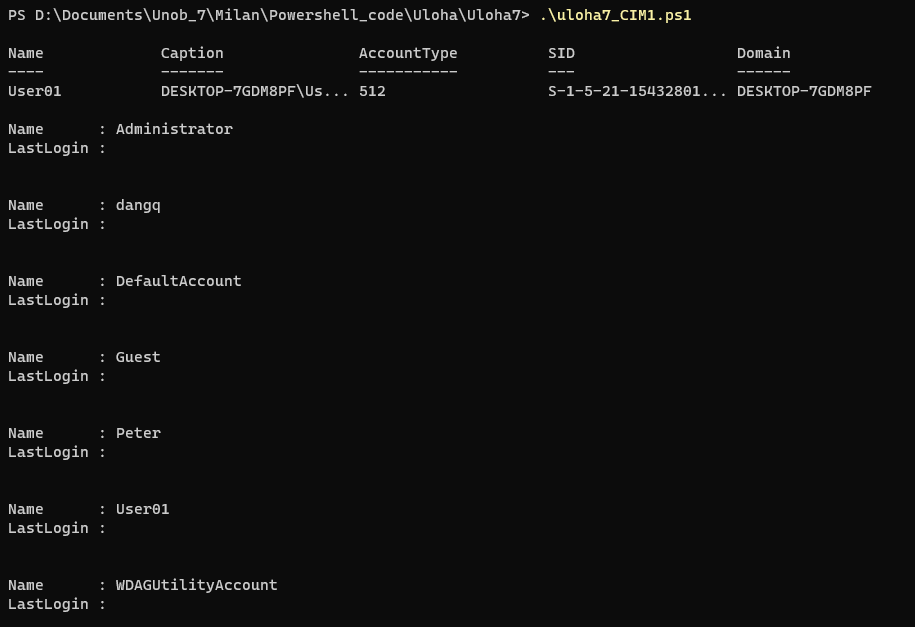 PS D:\Documents\Unob_7\Milan\Powershell_code\Uloha\Uloha7> .\uloha7_CIM1.ps1
Name Caption AccountType SID Domain
---- ------- ----------- --- ------
User01 DESKTOP-7GDM8PF\Us... 512 S-1-5-21-15432801... DESKTOP-7GDM8PF
Name : Administrator
LastLogin :
Name : dangq
LastLogin :
Name : DefaultAccount
LastLogin :
Name : Guest
LastLogin :
Name : Peter
LastLogin :
Name : User01
LastLogin :
Name : WDAGUtilityAccount
LastLogin :